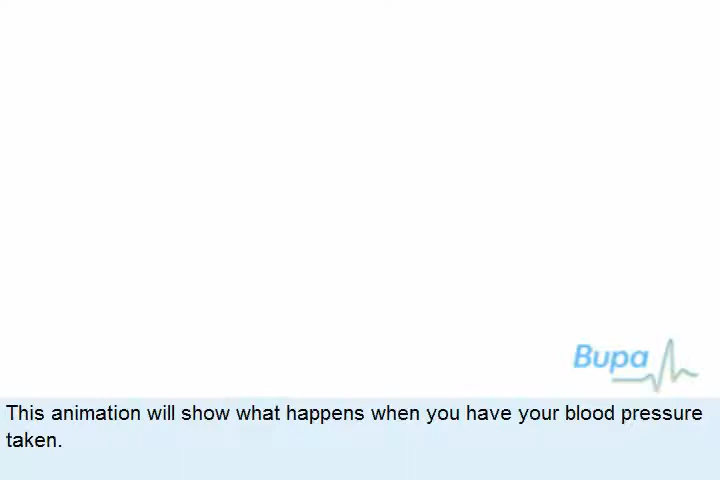 Bupa
This animation will show what happens when you have your blood pressure
taken.